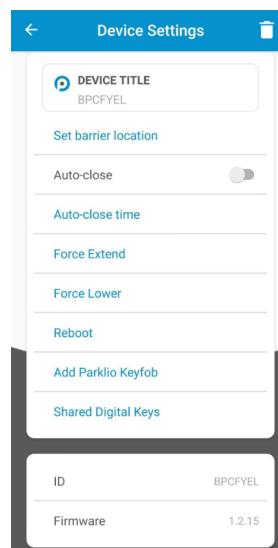 Device Settings
DEVICE TITLE
BPCFYEL
Set barrier location
Auto-close
Auto-close time
Force Extend
Force Lower
Reboot
Add Parklio Keyfob
Shared Digital Keys
ID BPCFYEL
Firmware 1.2.15